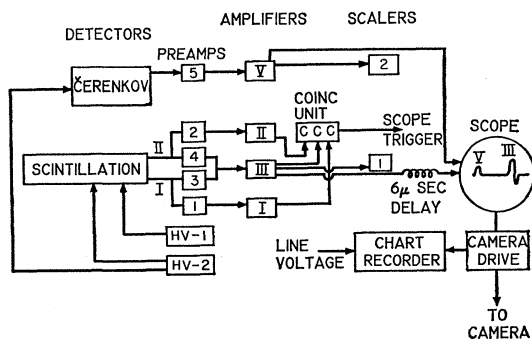 AMPLIFIERS SCALERS
DETECTORS
PREAMPS
ČERENKOV
5
V
2
COINC
UNIT
SCOPE
TRIGGER
SCOPE
2
II
C C C
II
4
V
III
SCINTILLATION
III
1
3
I
1
I
6μ SEC
DELAY
HV-1
LINE
VOLTAGE
CHART
RECORDER
CAMERA
DRIVE
HV-2
TO
CAMERA